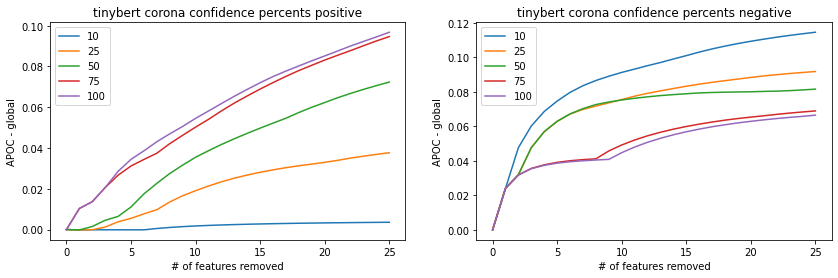 tinybert corona confidence percents positive
0.10
0.08
0.06
0.04
0.02
0.00
APOC - global
10
25
50
75
100
0 5 10 15 20 25
# of features removed
tinybert corona confidence percents negative
0.12
0.10
0.08
0.06
0.04
0.02
0.00
APOC - global
10
25
50
75
100
0 5 10 15 20 25
# of features removed